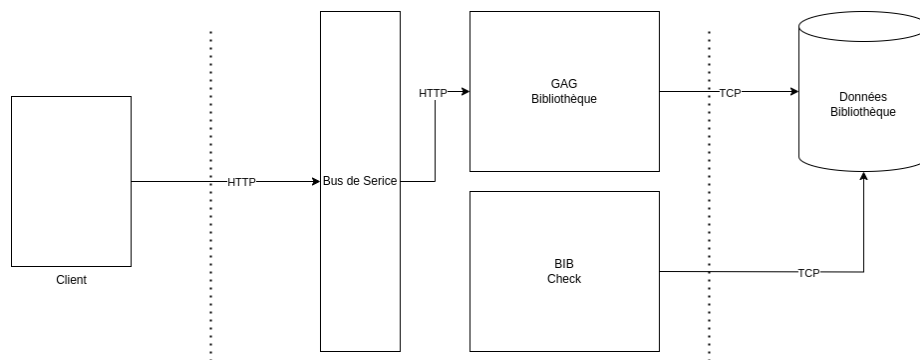 Client
HTTP
Bus de Serice
HTTP
GAG
Bibliothèque
TCP
Données
Bibliothèque
BIB
Check
TCP